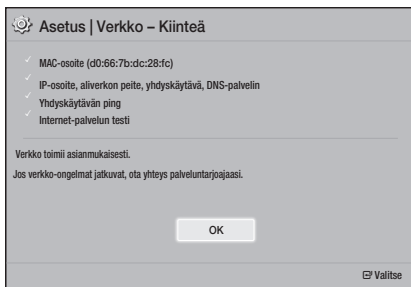 Asetus | Verkko – Kiinteä
MAC-osoite (d0:66:7b:dc:28:fc)
IP-osoite, aliverkon peite, yhdyskäytävä, DNS-palvelin
Yhdyskäytävän ping
Internet-palvelun testi
Verkko toimii asianmukaisesti.
Jos verkko-ongelmat jatkuvat, ota yhteys palveluntarjoajaasi.
OK
Valitse